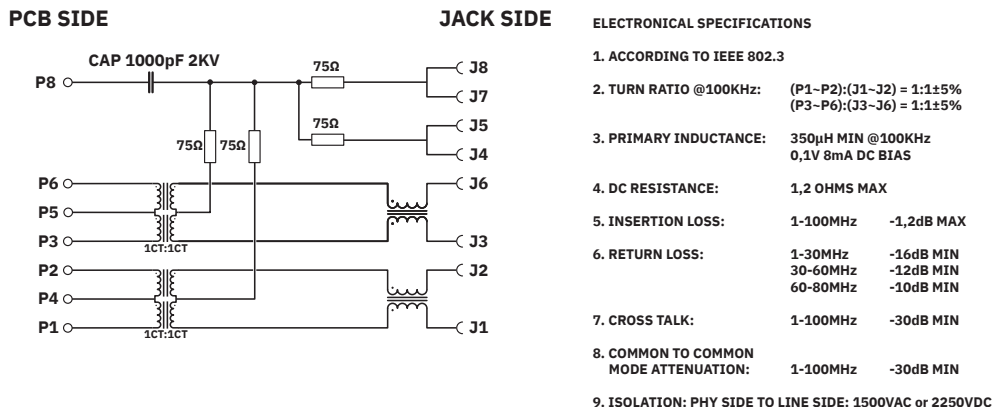 PCB SIDE
JACK SIDE
CAP 1000pF 2KV
P8
75Ω
J8
J7
75Ω
J5
J4
75Ω 75Ω
P6
J6
P5
P3
J3
1CT:1CT
P2
J2
P4
P1
J1
1CT:1CT
ELECTRONICAL SPECIFICATIONS
1. ACCORDING TO IEEE 802.3
2. TURN RATIO @100KHz: (P1~P2):(J1~J2) = 1:1±5%
(P3~P6):(J3~J6) = 1:1±5%
3. PRIMARY INDUCTANCE: 350µH MIN @100KHz
0,1V 8mA DC BIAS
4. DC RESISTANCE: 1,2 OHMS MAX
5. INSERTION LOSS: 1-100MHz -1,2dB MAX
6. RETURN LOSS: 1-30MHz -16dB MIN
30-60MHz -12dB MIN
60-80MHz -10dB MIN
7. CROSS TALK: 1-100MHz -30dB MIN
8. COMMON TO COMMON
MODE ATTENUATION: 1-100MHz -30dB MIN
9. ISOLATION: PHY SIDE TO LINE SIDE: 1500VAC or 2250VDC